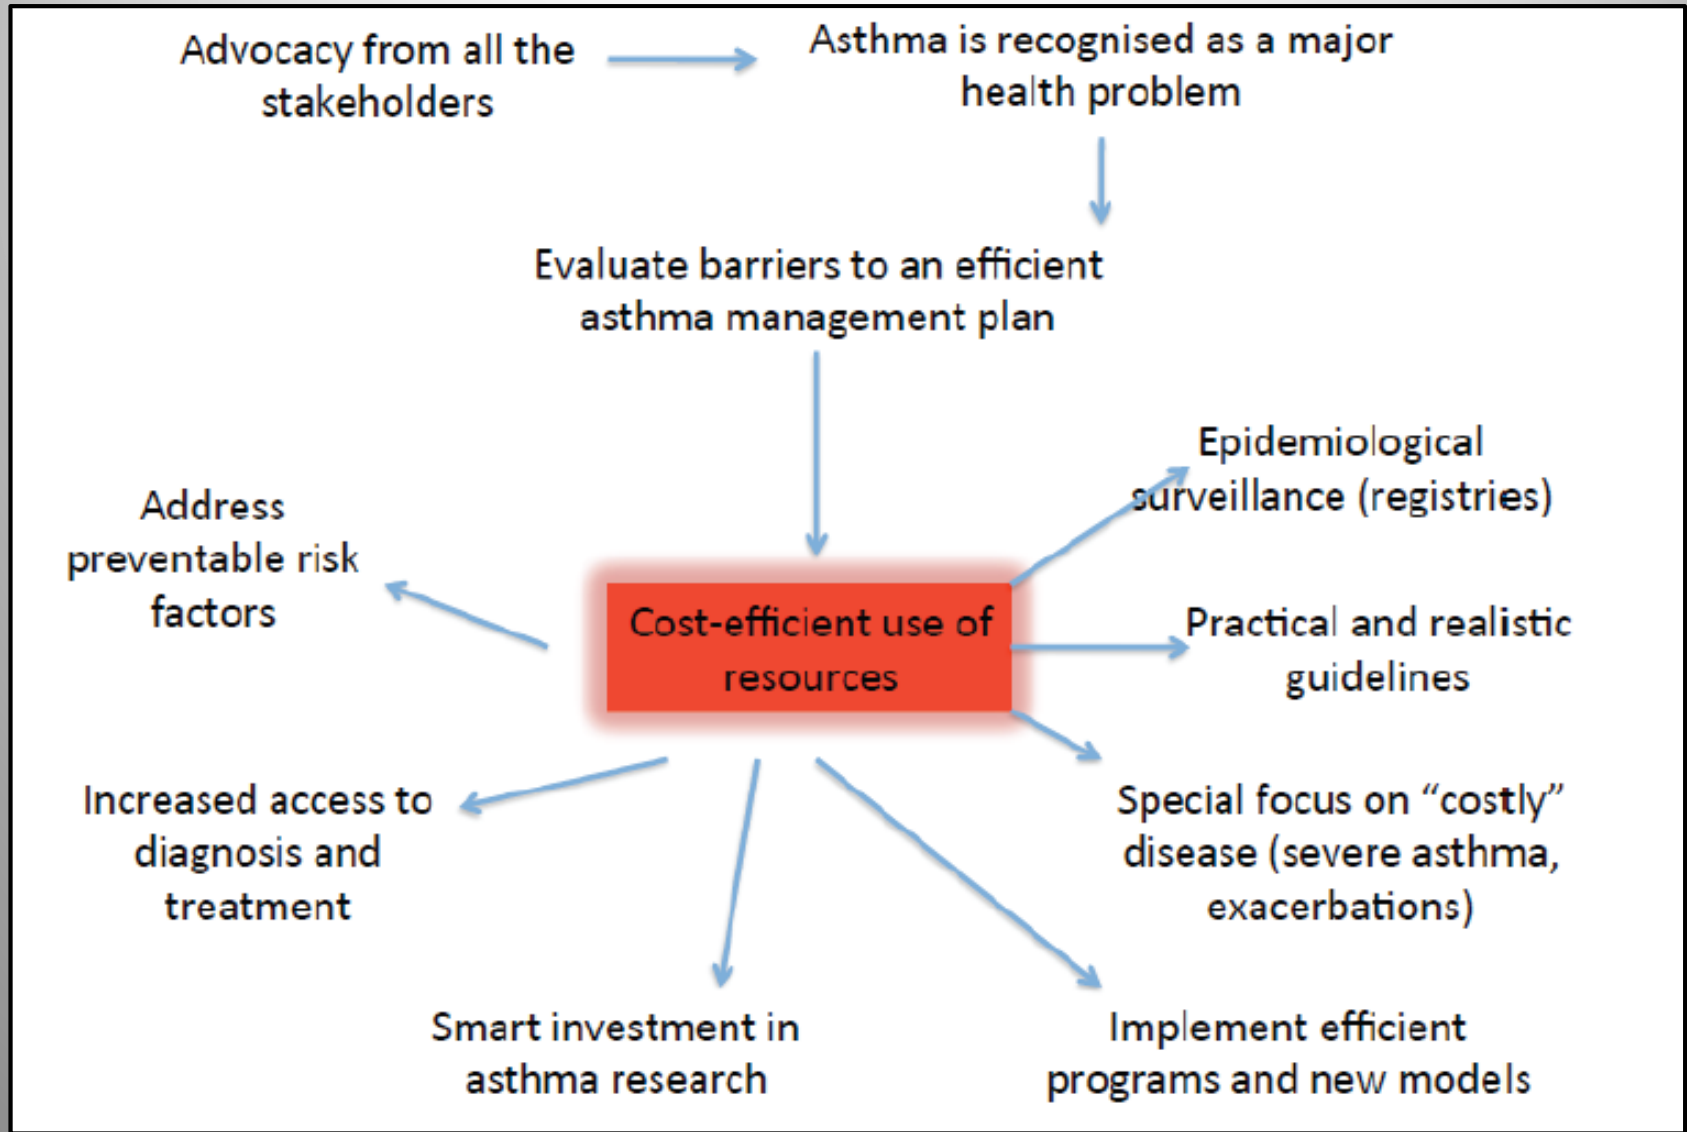 Advocacy from all the
stakeholders
Asthma is recognised as a major
health problem
Evaluate barriers to an efficient
asthma management plan
Epidemiological
surveillance (registries)
Address
preventable risk
factors
Cost-efficient use of
resources
Practical and realistic
guidelines
Increased access to
diagnosis and
treatment
Special focus on “costly”
disease (severe asthma,
exacerbations)
Smart investment in
asthma research
Implement efficient
programs and new models